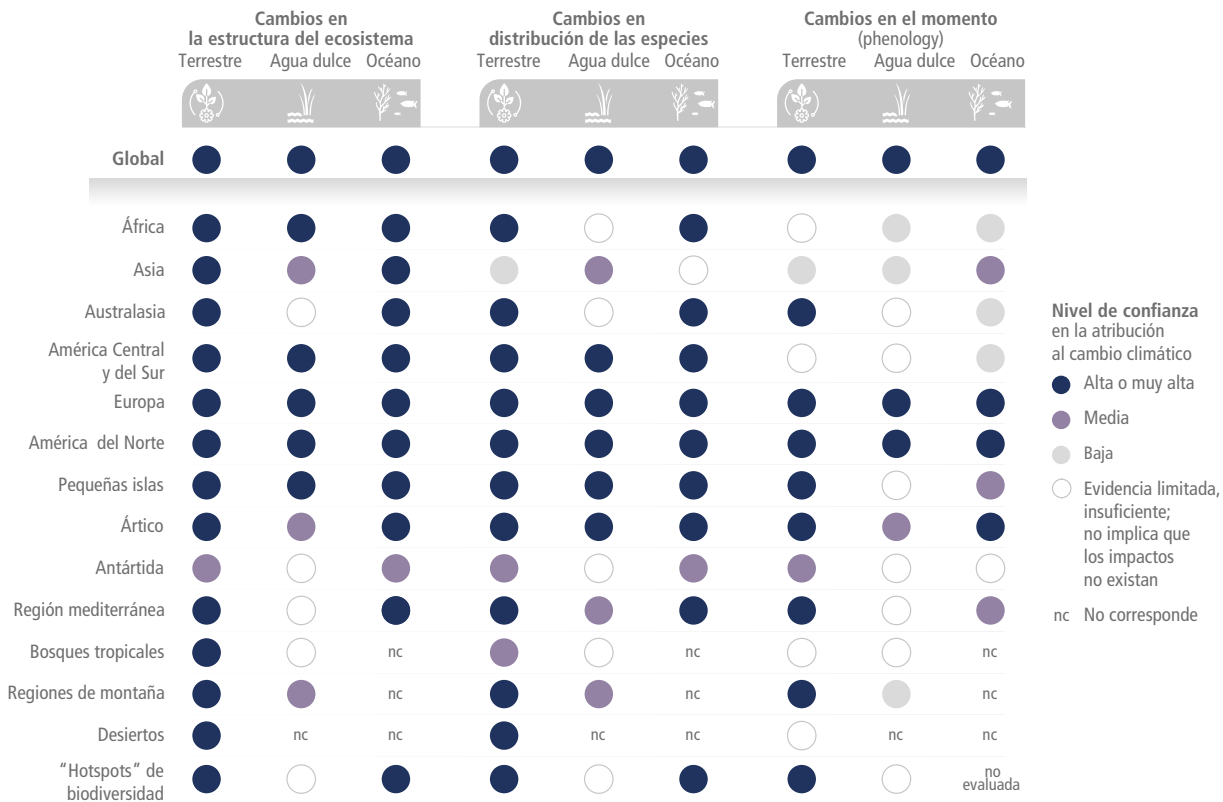 Cambios en
la estructura del ecosistema
Terrestre Agua dulce Océano
Cambios en
distribución de las especies
Terrestre Agua dulce Océano
Cambios en el momento
(phenology)
Terrestre Agua dulce Océano
Global
África
Asia
Australasia
América Central
y del Sur
Europa
América del Norte
Pequeñas islas
Ártico
Antártida
Región mediterránea
Bosques tropicales nc nc nc
Regiones de montaña nc nc nc
Desiertos nc nc nc nc nc nc
"Hotspots" de
biodiversidad
no
evaluada
Nivel de confianza
en la atribución
al cambio climático
Alta o muy alta
Media
Baja
Evidencia limitada,
insuficiente;
no implica que
los impactos
no existan
nc No corresponde